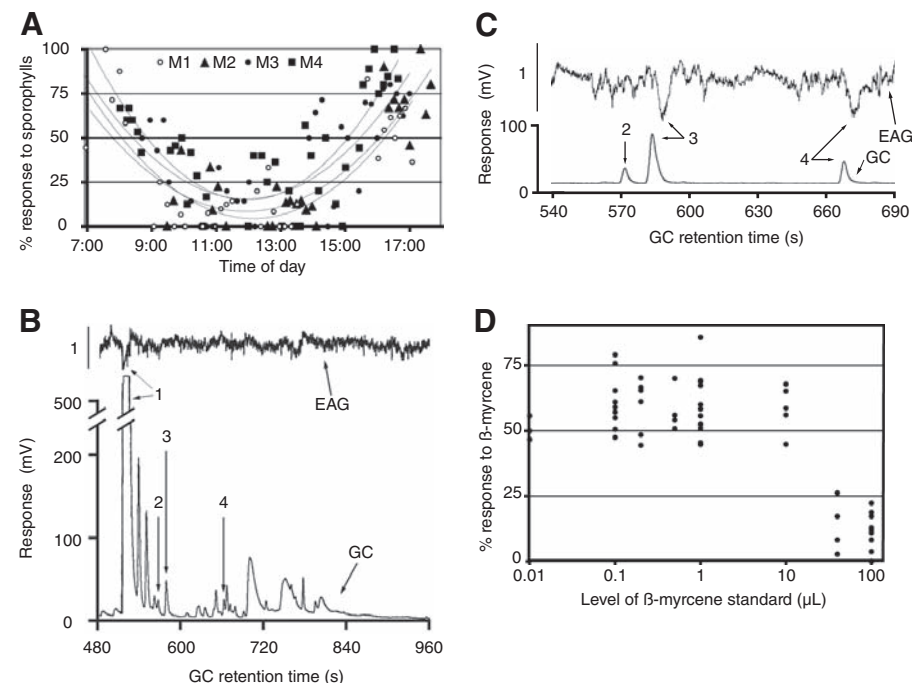 A
% response to sporophylls
100
75
50
25
0
M1 M2 M3 M4
7:00 9:00 11:00 13:00 15:00 17:00
Time of day
B
1
1
EAG
Response (mV)
500
200
100
0
3
2
4
GC
480 600 720 840 960
GC retention time (s)
C
Response (mV)
1
100
0
2
3
4
EAG
GC
540 570 600 630 660 690
GC retention time (s)
D
% response to ß-myrcene
75
50
25
0
0.01 0.1 1 10 100
Level of ß-myrcene standard (µL)